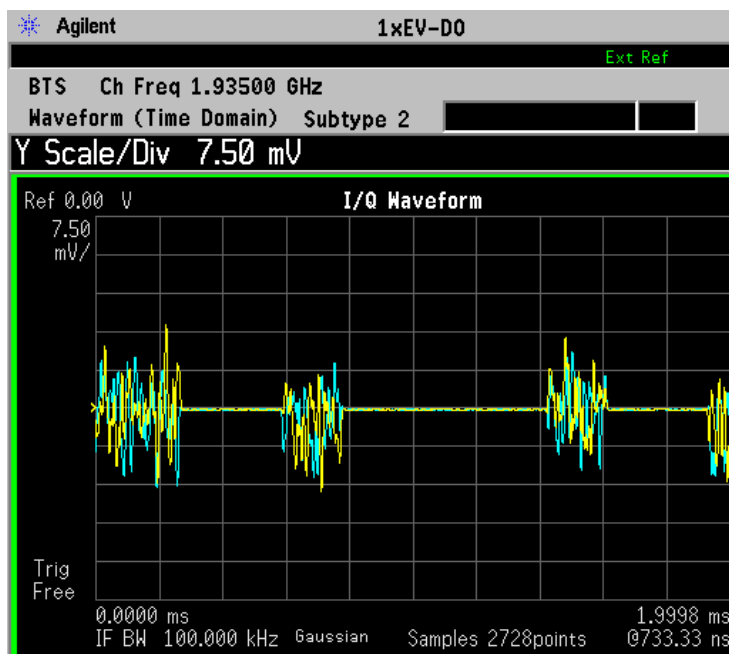 Agilent 1xEV-DO
Ext Ref
BTS Ch Freq 1.93500 GHz
Waveform (Time Domain) Subtype 2
Y Scale/Div 7.50 mV
Ref 0.00 V I/Q Waveform
7.50
mV/
Trig
Free
0.0000 ms 1.9998 ms
IF BW 100.000 kHz Gaussian Samples 2728points @733.33 ns